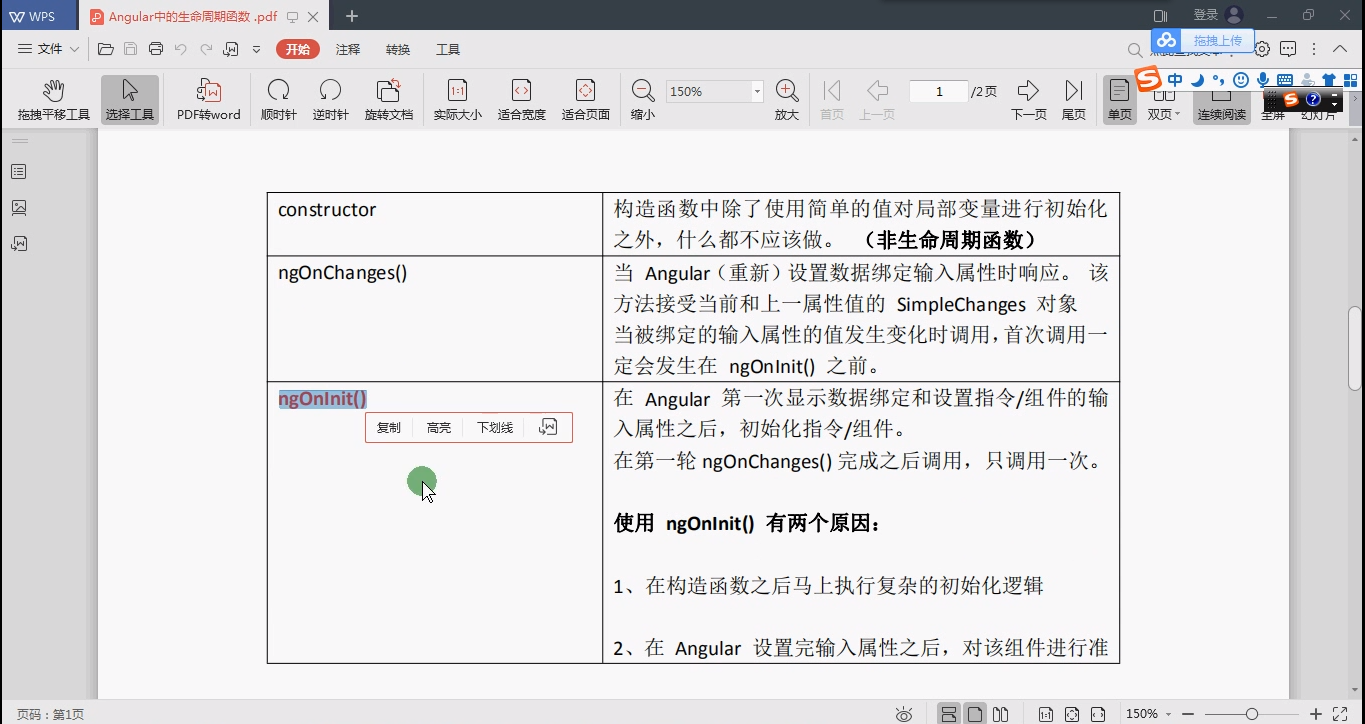 WPS
Angular中的生命周期函数 .pdf
登录
文件
开始
注释
转换
工具
拖拽上传
拖拽平移工具
选择工具
PDF转word
顺时针
逆时针
旋转文档
实际大小
适合宽度
适合页面
缩小
150%
放大
首页
上一页
1
/2页
下一页
尾页
单页
双页
连续阅读
全屏
幻灯片
中
constructor
构造函数中除了使用简单的值对局部变量进行初始化
之外，什么都不应该做。 （非生命周期函数）
ngOnChanges()
当 Angular（重新）设置数据绑定输入属性时响应。 该
方法接受当前和上一属性值的 SimpleChanges 对象
当被绑定的输入属性的值发生变化时调用，首次调用一
定会发生在 ngOnInit() 之前。
ngOnInit()
复制 高亮 下划线
在 Angular 第一次显示数据绑定和设置指令/组件的输
入属性之后，初始化指令/组件。
在第一轮 ngOnChanges() 完成之后调用，只调用一次。
使用 ngOnInit() 有两个原因：
1、在构造函数之后马上执行复杂的初始化逻辑
2、在 Angular 设置完输入属性之后，对该组件进行准
页码：第1页
150%